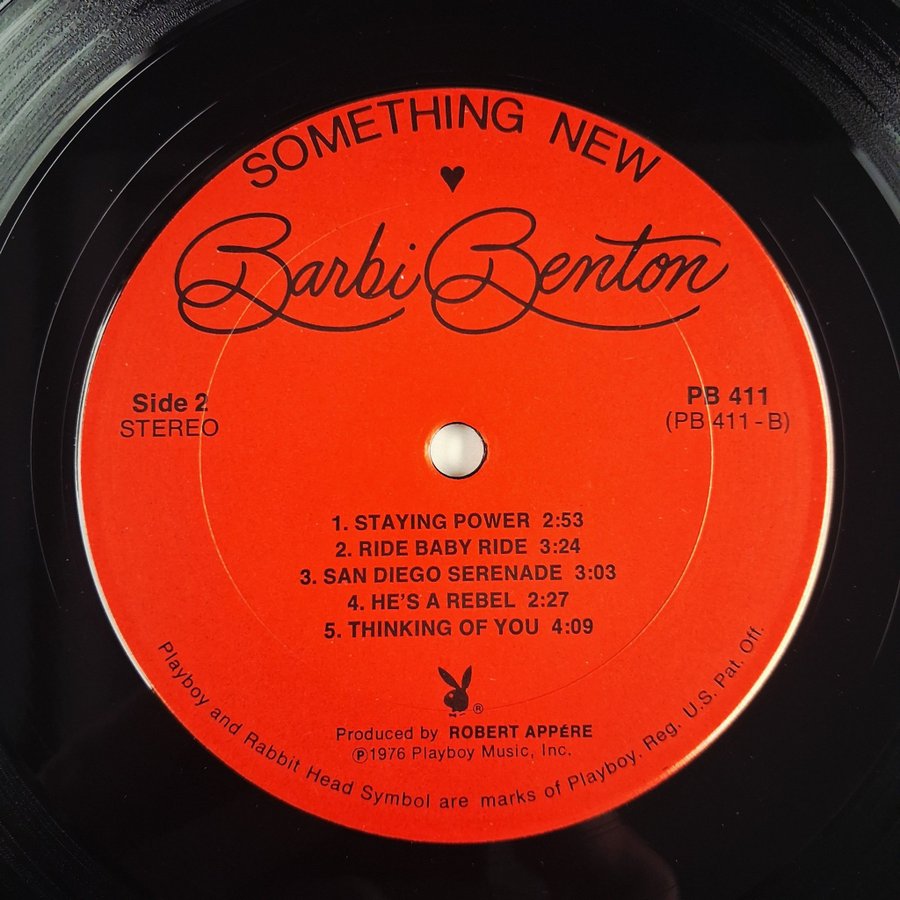 SOMETHING NEW
Barbi Benton
Side 2
STEREO
PB 411
(PB 411-B)
1. STAYING POWER 2:53
2. RIDE BABY RIDE 3:24
3. SAN DIEGO SERENADE 3:03
4. HE'S A REBEL 2:27
5. THINKING OF YOU 4:09
®
Produced by ROBERT APPÉRE
℗1976 Playboy Music, Inc.
Playboy and Rabbit Head Symbol are marks of Playboy. Reg. U.S. Pat. Off.